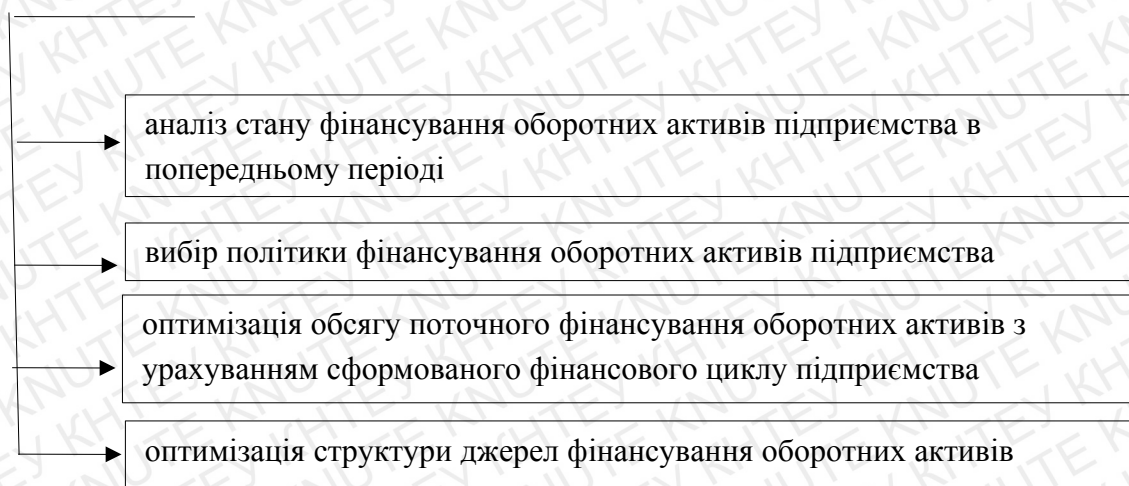 аналіз стану фінансування оборотних активів підприємства в
попередньому періоді
вибір політики фінансування оборотних активів підприємства
оптимізація обсягу поточного фінансування оборотних активів з
урахуванням сформованого фінансового циклу підприємства
оптимізація структури джерел фінансування оборотних активів